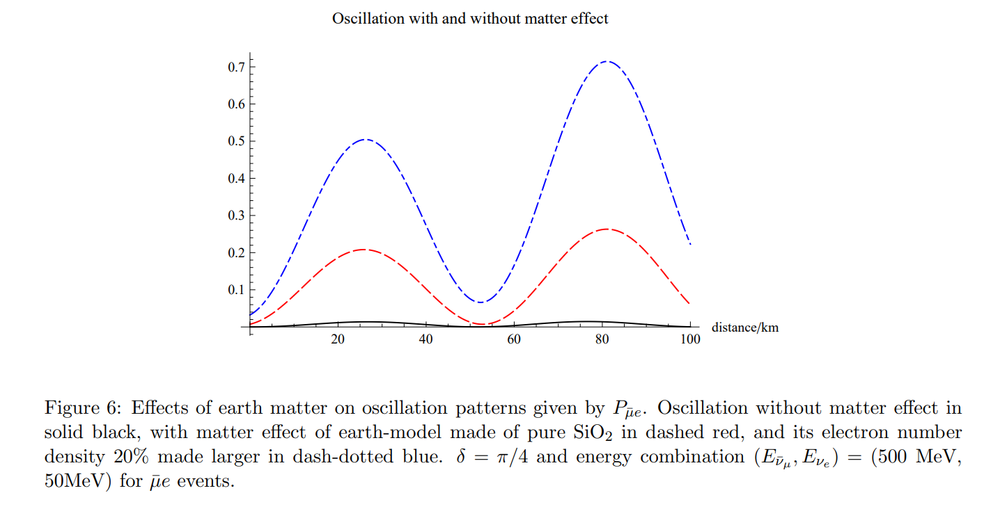 Oscillation with and without matter effect
0.7
0.6
0.5
0.4
0.3
0.2
0.1
20 40 60 80 100
distance/km
Figure 6: Effects of earth matter on oscillation patterns given by P_{μ̄e}. Oscillation without matter effect in
solid black, with matter effect of earth-model made of pure SiO₂ in dashed red, and its electron number
density 20% made larger in dash-dotted blue. δ = π/4 and energy combination (E_{ν̄_μ}, E_{ν_e}) = (500 MeV,
50MeV) for μ̄e events.